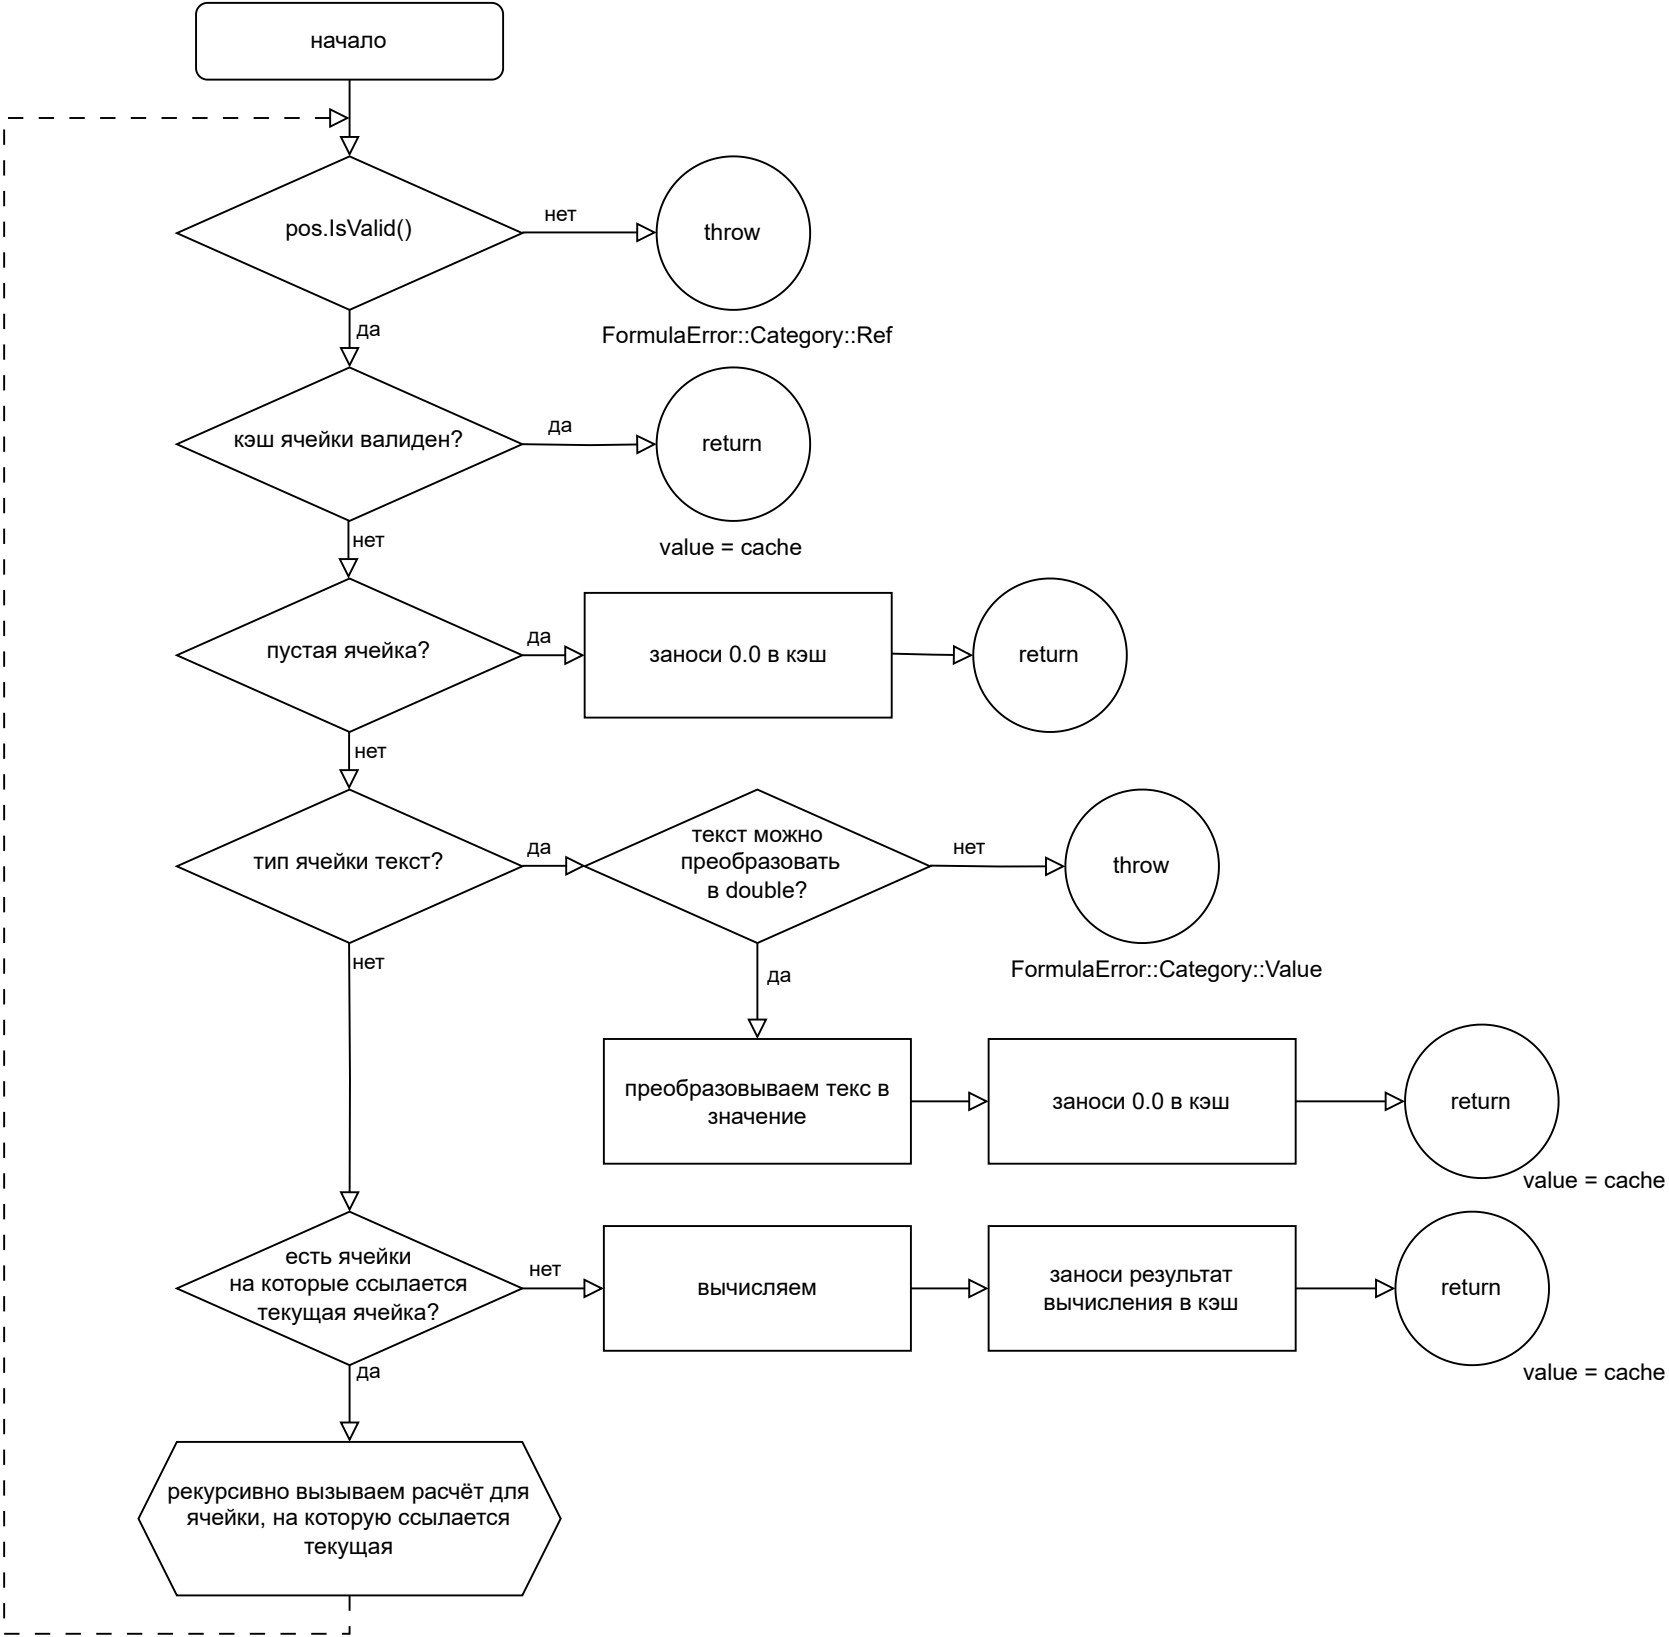 начало
pos.IsValid()
нет
throw
да
FormulaError::Category::Ref
кэш ячейки валиден?
да
return
нет
value = cache
пустая ячейка?
да
заноси 0.0 в кэш
return
нет
тип ячейки текст?
да
текст можно
преобразовать
в double?
нет
throw
нет
да
FormulaError::Category::Value
преобразовываем текс в
значение
заноси 0.0 в кэш
return
value = cache
есть ячейки
на которые ссылается
текущая ячейка?
нет
вычисляем
заноси результат
вычисления в кэш
return
да
value = cache
рекурсивно вызываем расчёт для
ячейки, на которую ссылается
текущая